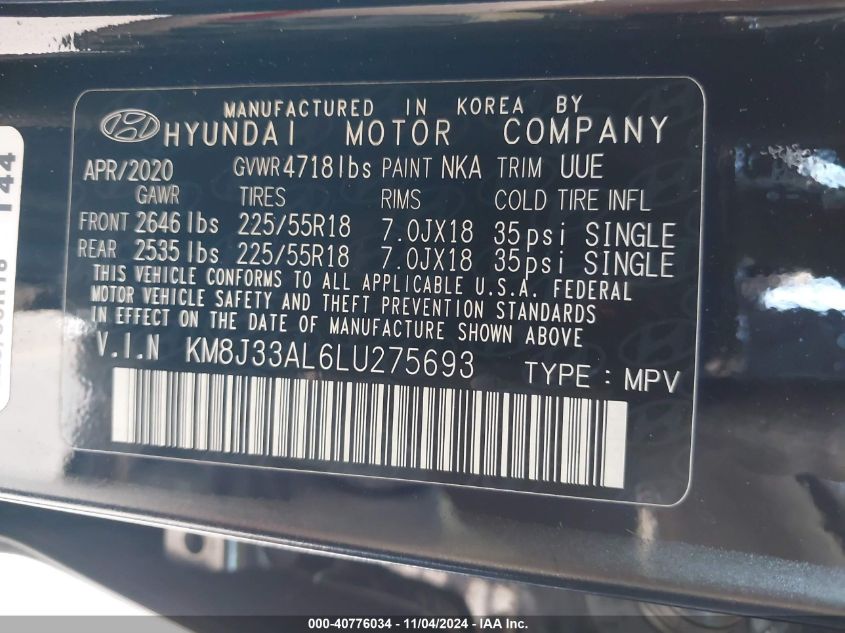 MANUFACTURED IN KOREA BY
HYUNDAI MOTOR COMPANY
APR/2020 GVWR 4718 lbs PAINT NKA TRIM UUE
GAWR TIRES RIMS COLD TIRE INFL
FRONT 2646 lbs 225/55R18 7.0JX18 35psi SINGLE
REAR 2535 lbs 225/55R18 7.0JX18 35psi SINGLE
THIS VEHICLE CONFORMS TO ALL APPLICABLE U.S.A. FEDERAL
MOTOR VEHICLE SAFETY AND THEFT PREVENTION STANDARDS
IN EFFECT ON THE DATE OF MANUFACTURE SHOWN ABOVE
V.I.N KM8J33AL6LU275693 TYPE : MPV
144
000-40776034 - 11/04/2024 - IAA Inc.